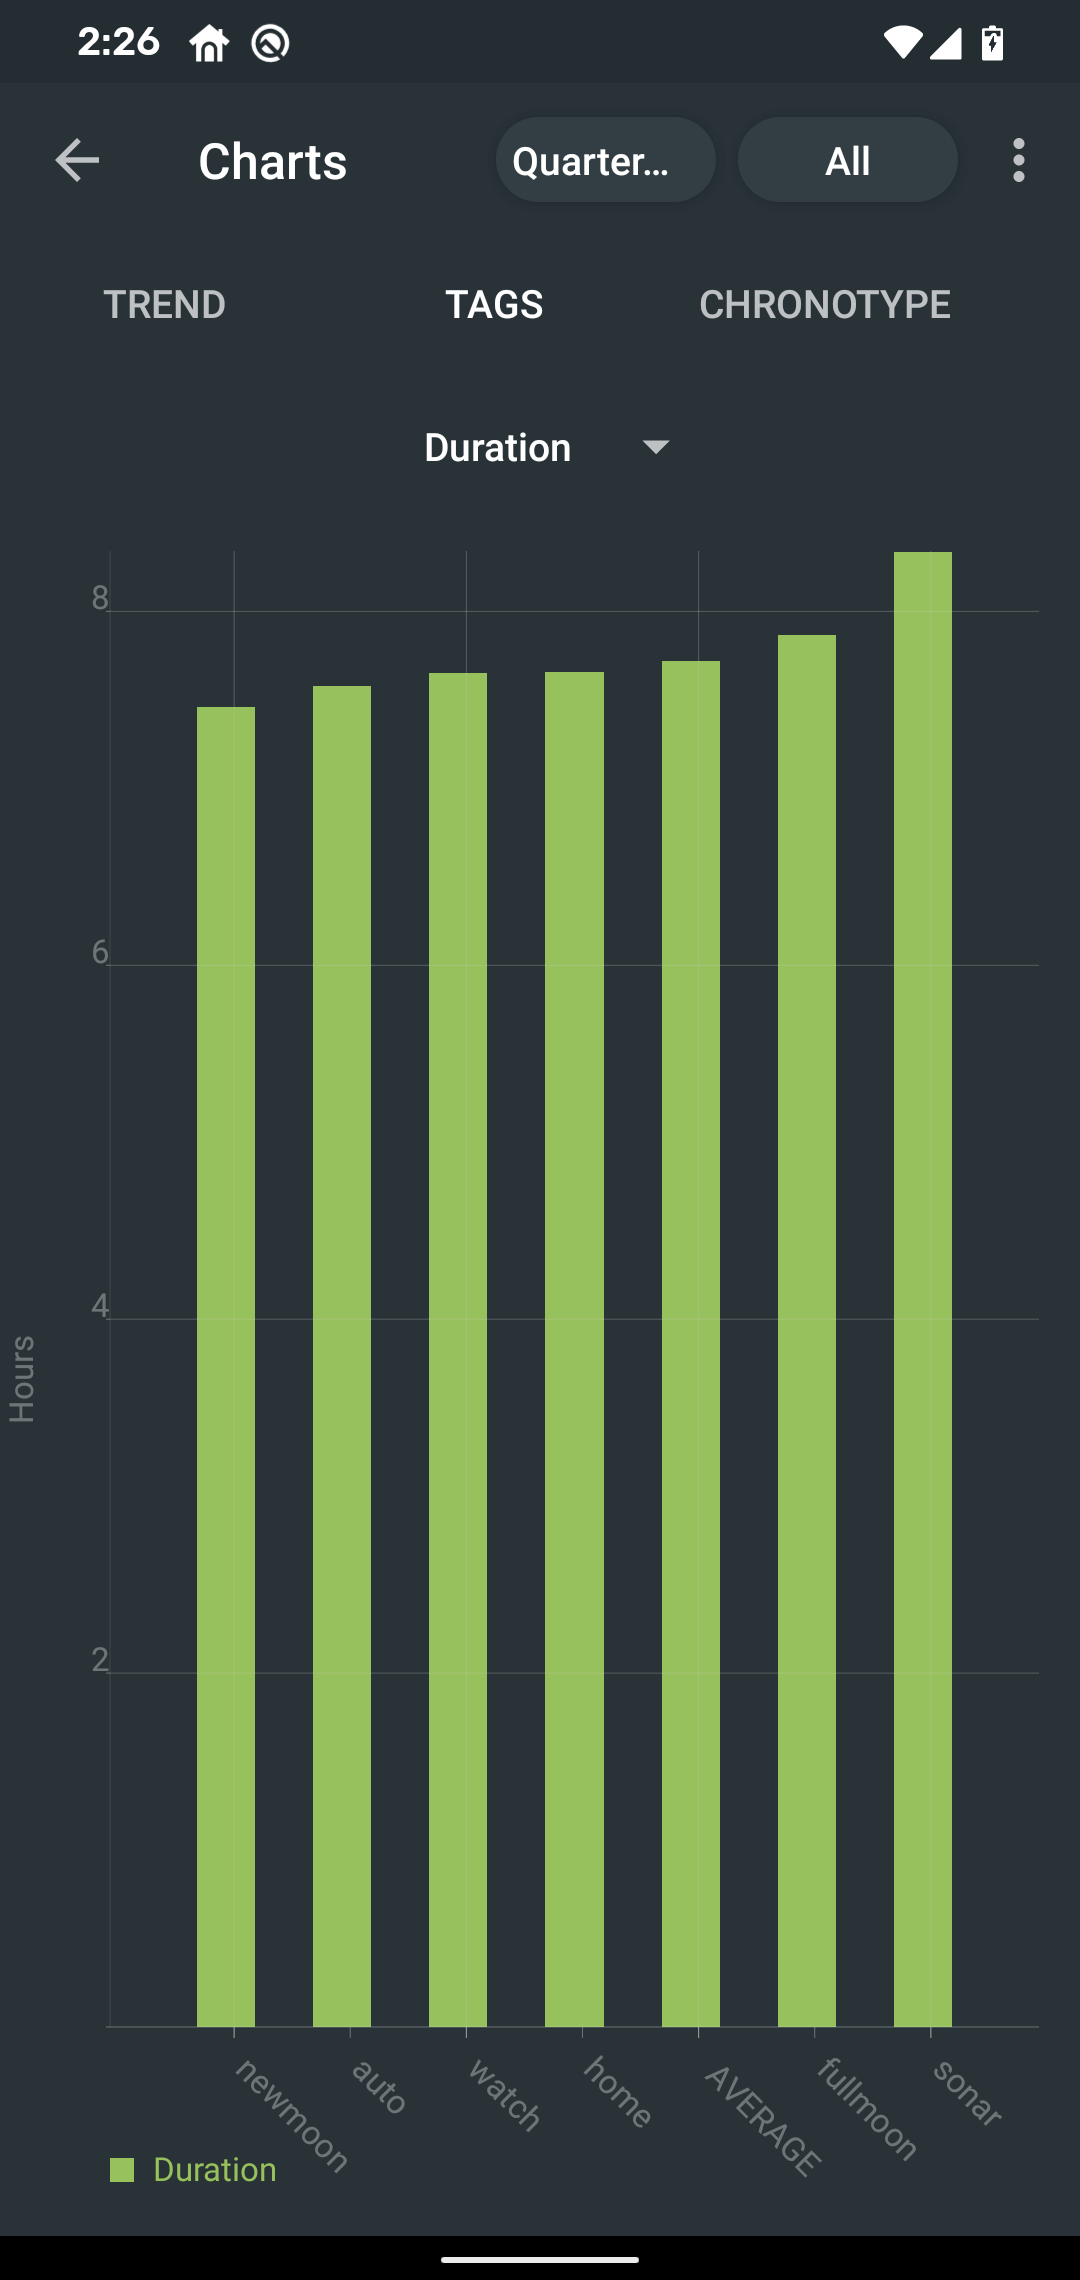 2:26
Charts
Quarter...
All
TREND
TAGS
CHRONOTYPE
Duration
8
6
4
2
Hours
newmoon
auto
watch
home
AVERAGE
fullmoon
sonar
Duration